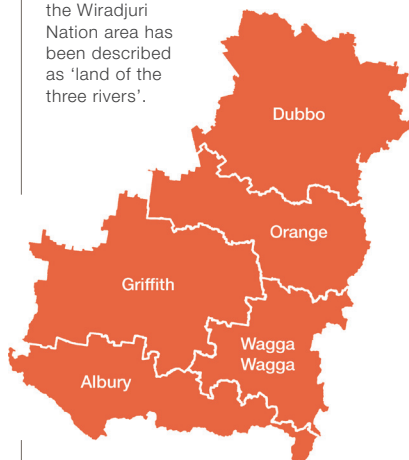 the Wiradjuri
Nation area has
been described
as ‘land of the
three rivers’.
Dubbo
Orange
Griffith
Wagga
Wagga
Albury